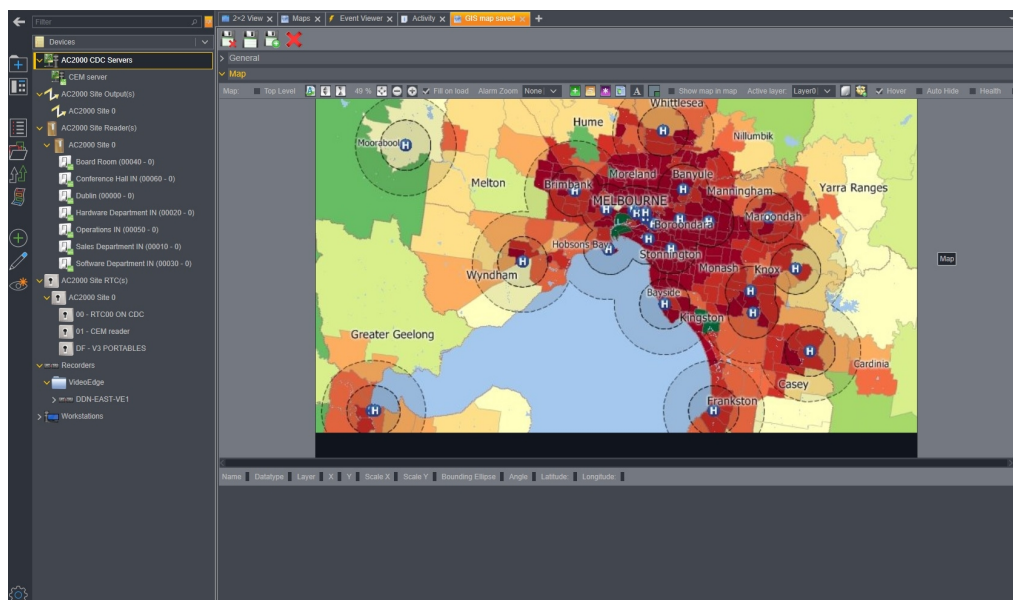 Filter
2×2 View
Maps
Event Viewer
Activity
GIS map saved
Devices
AC2000 CDC Servers
CEM server
AC2000 Site Output(s)
AC2000 Site 0
AC2000 Site Reader(s)
AC2000 Site 0
Board Room (00040 - 0)
Conference Hall IN (00060 - 0)
Dublin (00000 - 0)
Hardware Department IN (00020 - 0)
Operations IN (00050 - 0)
Sales Department IN (00010 - 0)
Software Department IN (00030 - 0)
AC2000 Site RTC(s)
AC2000 Site 0
00 - RTC00 ON CDC
01 - CEM reader
DF - V3 PORTABLES
Recorders
VideoEdge
DDN-EAST-VE1
Workstations
General
Map
Map: Top Level 49 % Fill on load Alarm Zoom None Show map in map Active layer: Layer0 Hover Auto Hide Health
Whittlesea
Hume
Nillumbik
Moorabool
Melton
Moreland Banyule
Brimbank
Manningham
Yarra Ranges
MELBOURNE
Maroondah
Boroondara
Hobsons Bay
Stonnington
Wyndham
Monash Knox
Map
Bayside
Kingston
Greater Geelong
Cardinia
Casey
Frankston
Name Datatype Layer X Y Scale X Scale Y Bounding Ellipse Angle Latitude: Longitude: